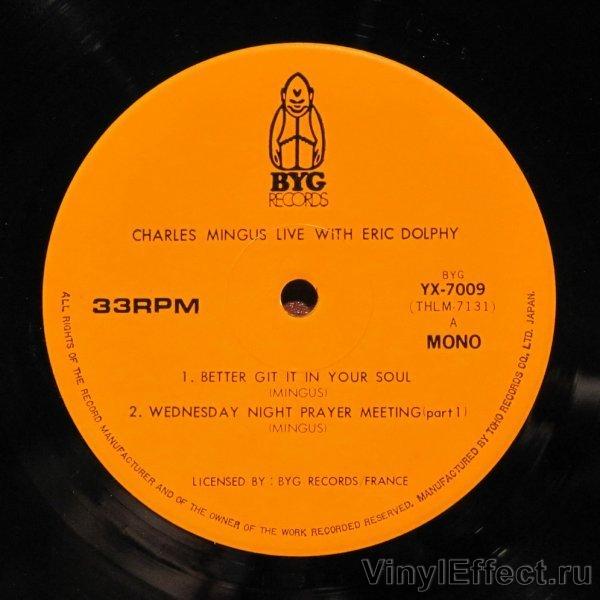 BYG
RECORDS
CHARLES MINGUS LIVE WITH ERIC DOLPHY
33RPM
BYG
YX-7009
(THLM-7131)
A
MONO
1. BETTER GIT IT IN YOUR SOUL
(MINGUS)
2. WEDNESDAY NIGHT PRAYER MEETING (part 1)
(MINGUS)
LICENSED BY : BYG RECORDS/FRANCE
ALL RIGHTS OF THE RECORD MANUFACTURER AND OF THE OWNER OF THE WORK RECORDED RESERVED. MANUFACTURED BY TOHO RECORDS CO., LTD. JAPAN.
VinylEffect.ru